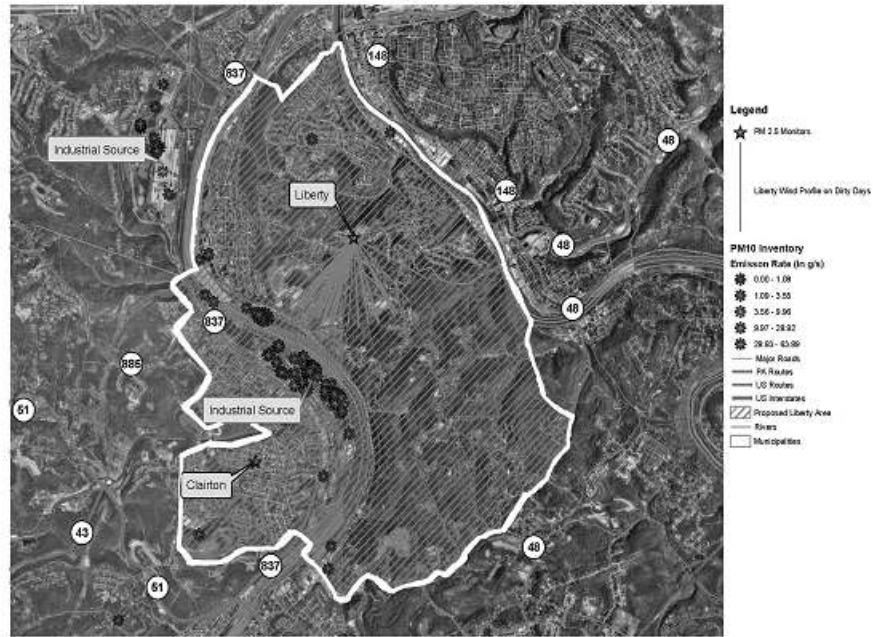 148
837
Industrial Source
48
148
Liberty
48
48
837
885
51
Industrial Source
Clairton
43
48
837
51
Legend
PM 2.5 Monitors
Liberty Wind Profile on Dirty Days
PM10 Inventory
Emisson Rate (in g/s)
0.00 - 1.08
1.09 - 3.55
3.56 - 9.96
9.97 - 28.92
28.93 - 63.89
Major Roads
PA Routes
US Routes
US Interstates
Proposed Liberty Area
Rivers
Municipalities